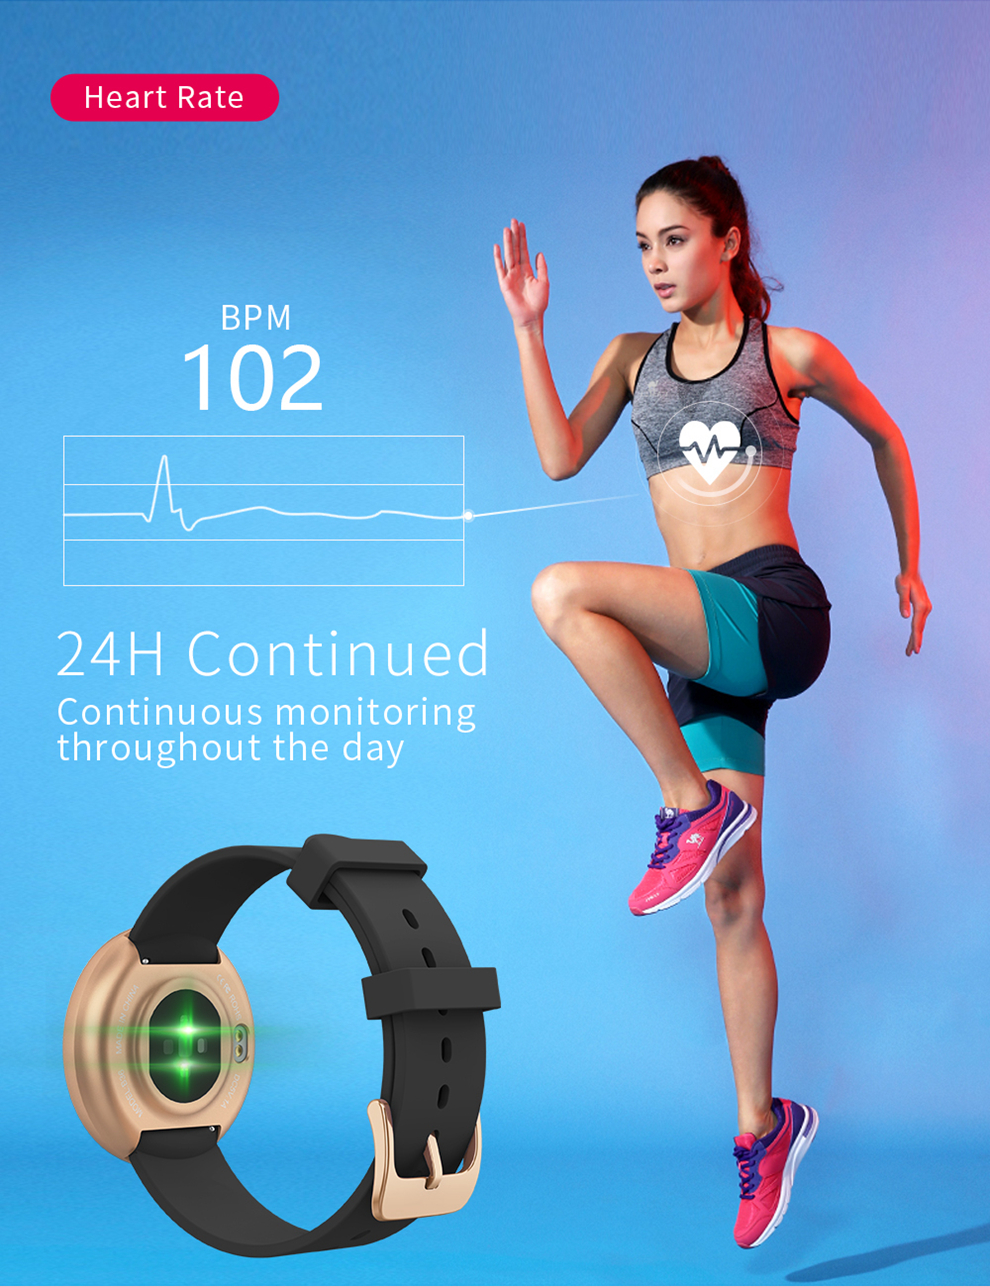 Heart Rate
BPM
102
24H Continued
Continuous monitoring
throughout the day